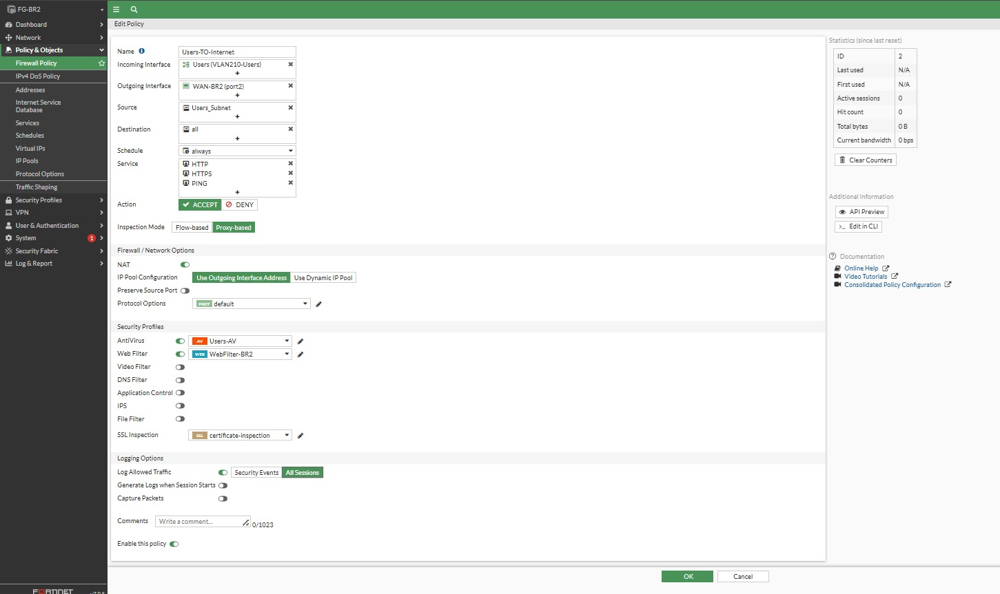 FG-BR2
Dashboard
Network
Policy & Objects
Firewall Policy
IPv4 DoS Policy
Addresses
Internet Service
Database
Services
Schedules
Virtual IPs
IP Pools
Protocol Options
Traffic Shaping
Security Profiles
VPN
User & Authentication
System 1
Security Fabric
Log & Report
FORTINET
Edit Policy
Name Users-TO-Internet
Incoming Interface Users (VLAN210-Users)
+
Outgoing Interface WAN-BR2 (port2)
+
Source Users_Subnet
+
Destination all
+
Schedule always
Service HTTP
HTTPS
PING
+
Action ACCEPT DENY
Inspection Mode Flow-based Proxy-based
Firewall / Network Options
NAT
IP Pool Configuration Use Outgoing Interface Address Use Dynamic IP Pool
Preserve Source Port
Protocol Options PROT default
Security Profiles
AntiVirus AV Users-AV
Web Filter WEB WebFilter-BR2
Video Filter
DNS Filter
Application Control
IPS
File Filter
SSL Inspection SSL certificate-inspection
Logging Options
Log Allowed Traffic Security Events All Sessions
Generate Logs when Session Starts
Capture Packets
Comments Write a comment... 0/1023
Enable this policy
OK Cancel
Statistics (since last reset)
ID 2
Last used N/A
First used N/A
Active sessions 0
Hit count 0
Total bytes 0 B
Current bandwidth 0 bps
Clear Counters
Additional Information
API Preview
>_ Edit in CLI
Documentation
Online Help
Video Tutorials
Consolidated Policy Configuration